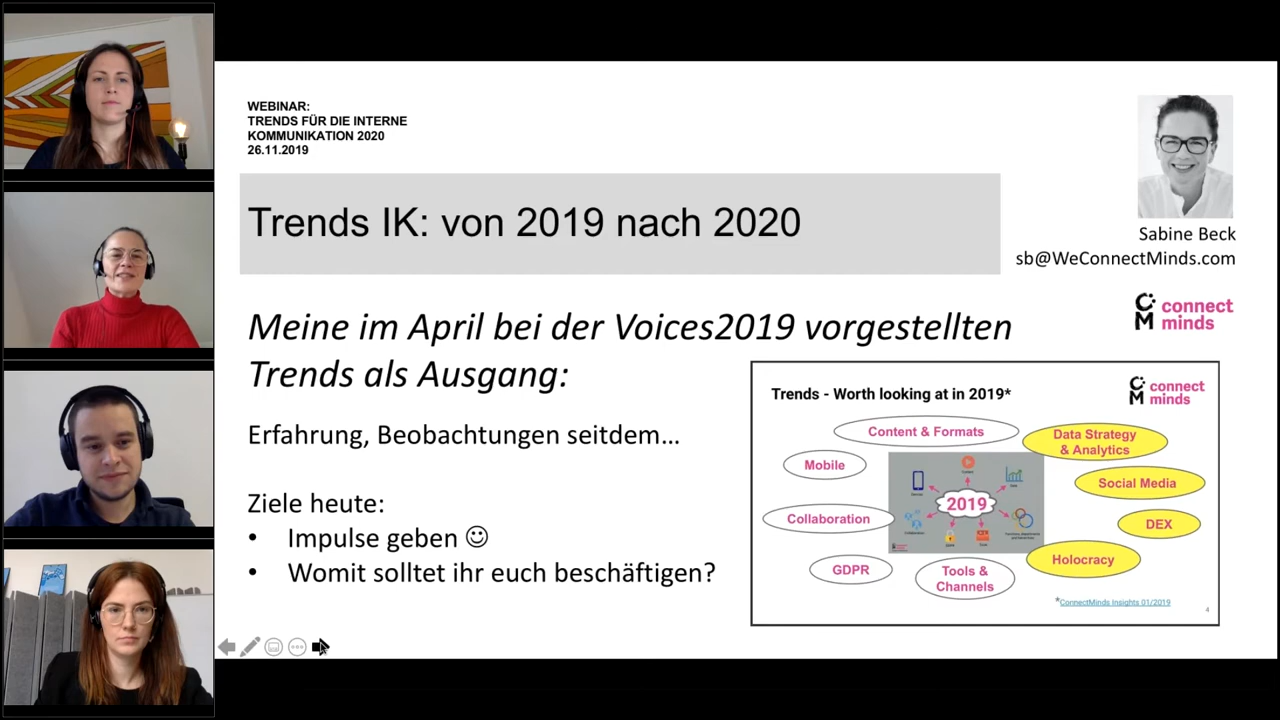 WEBINAR:
TRENDS FÜR DIE INTERNE
KOMMUNIKATION 2020
26.11.2019
Trends IK: von 2019 nach 2020
Sabine Beck
sb@WeConnectMinds.com
CM connect
minds
Meine im April bei der Voices2019 vorgestellten
Trends als Ausgang:
Erfahrung, Beobachtungen seitdem…
Ziele heute:
• Impulse geben ☺
• Womit solltet ihr euch beschäftigen?
Trends - Worth looking at in 2019*
CM connect
minds
Content & Formats
Data Strategy
& Analytics
Mobile
Social Media
2019
Collaboration
DEX
Holocracy
GDPR
Tools &
Channels
*ConnectMinds Insights 01/2019
4